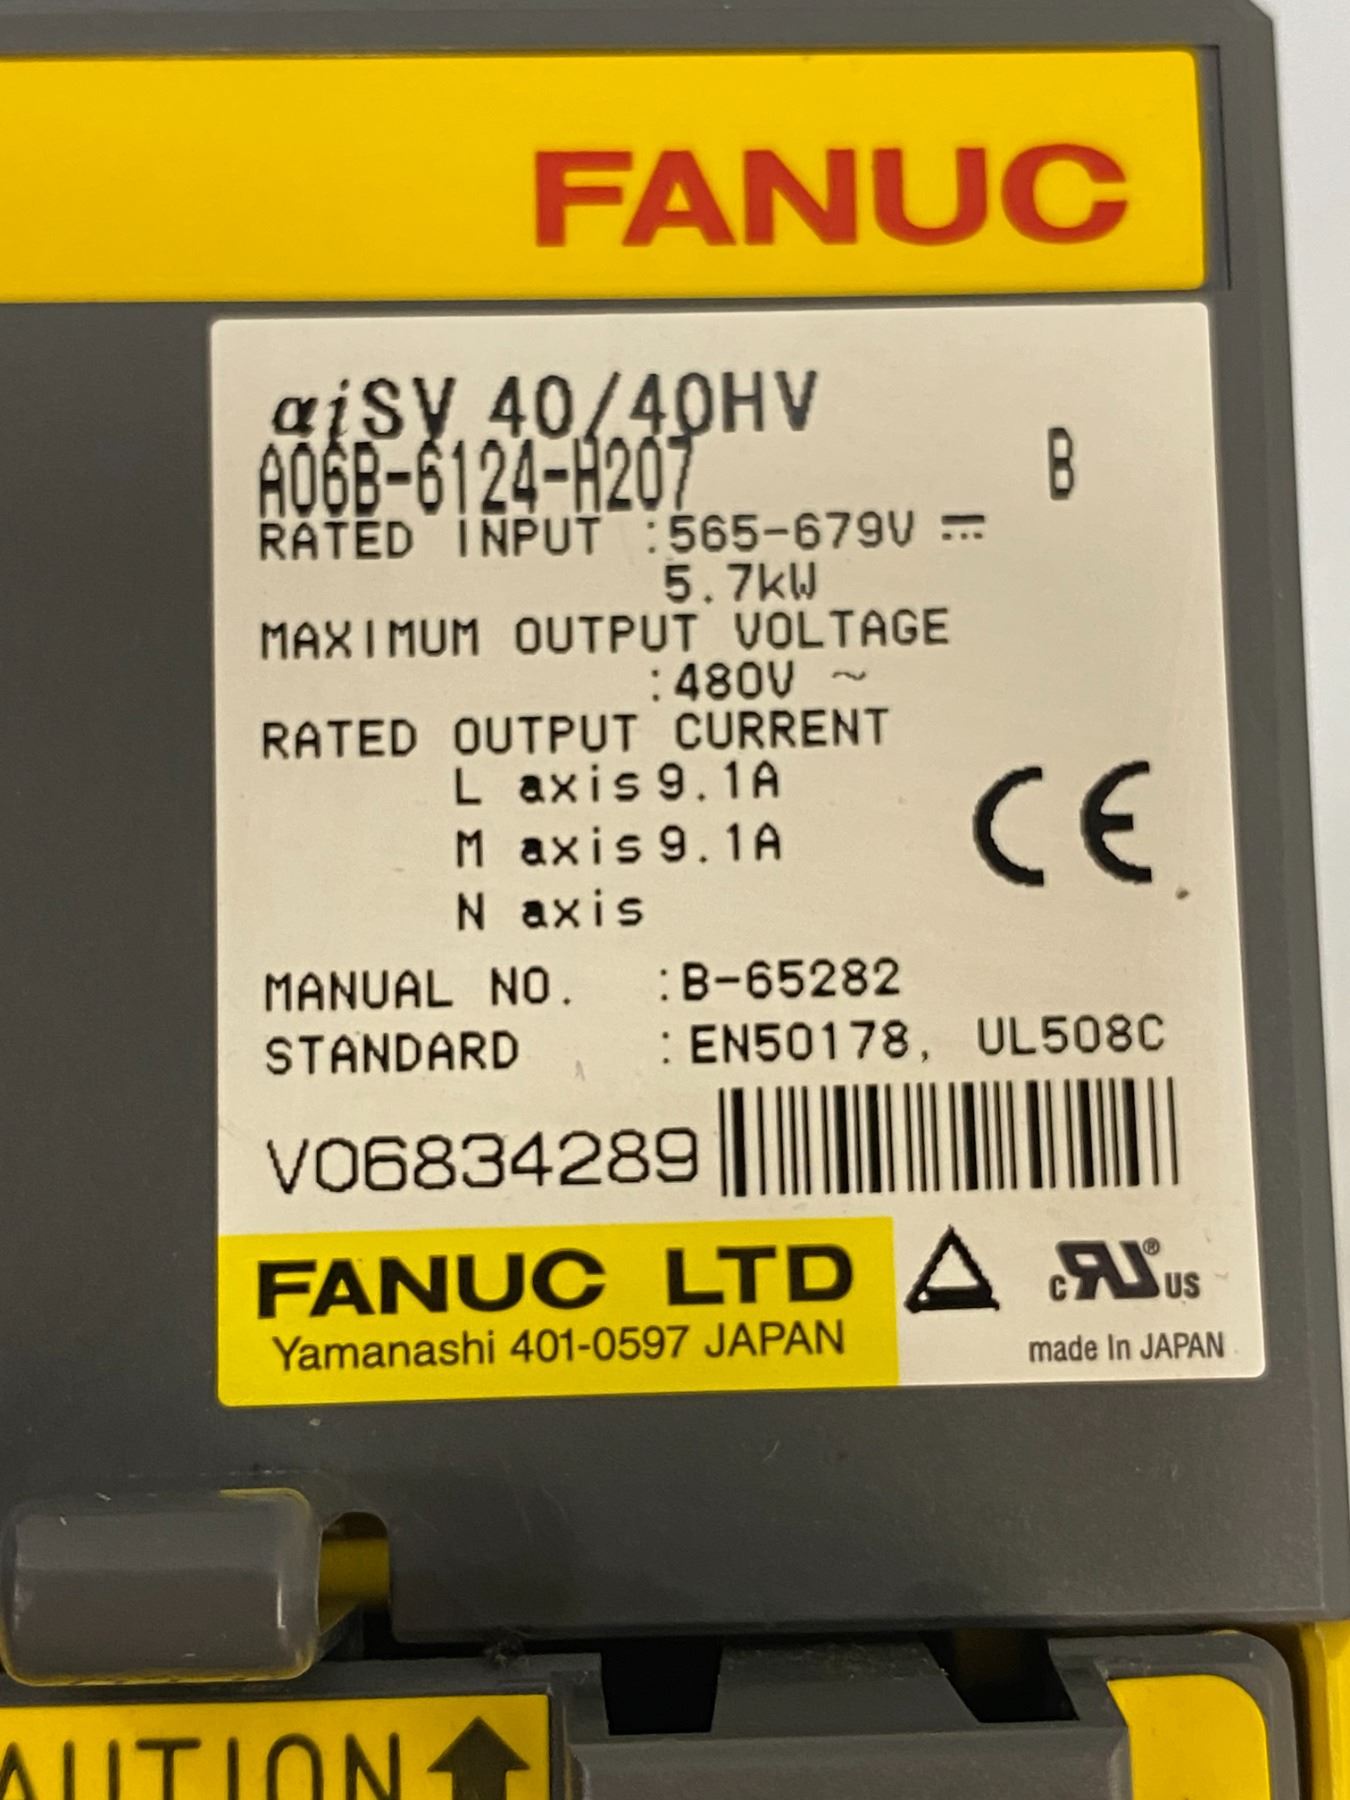 FANUC
αiSV 40/40HV
A06B-6124-H207 B
RATED INPUT :565-679V ⎓
5.7kW
MAXIMUM OUTPUT VOLTAGE
:480V ~
RATED OUTPUT CURRENT
L axis 9.1A
M axis 9.1A
N axis
CE
MANUAL NO. :B-65282
STANDARD :EN50178, UL508C
V06834289
FANUC LTD
Yamanashi 401-0597 JAPAN
c RU ® US
made In JAPAN
AUTION